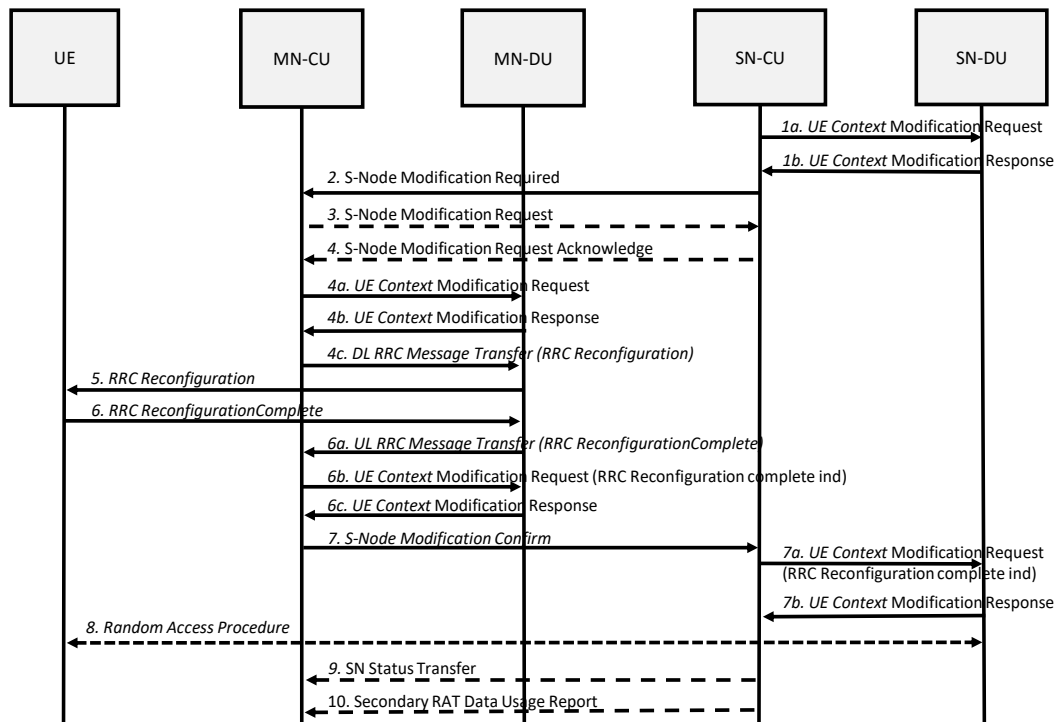 UE
MN-CU
MN-DU
SN-CU
SN-DU
1a. UE Context Modification Request
1b. UE Context Modification Response
2. S-Node Modification Required
3. S-Node Modification Request
4. S-Node Modification Request Acknowledge
4a. UE Context Modification Request
4b. UE Context Modification Response
4c. DL RRC Message Transfer (RRC Reconfiguration)
5. RRC Reconfiguration
6. RRC ReconfigurationComplete
6a. UL RRC Message Transfer (RRC ReconfigurationComplete)
6b. UE Context Modification Request (RRC Reconfiguration complete ind)
6c. UE Context Modification Response
7. S-Node Modification Confirm
7a. UE Context Modification Request
(RRC Reconfiguration complete ind)
7b. UE Context Modification Response
8. Random Access Procedure
9. SN Status Transfer
10. Secondary RAT Data Usage Report